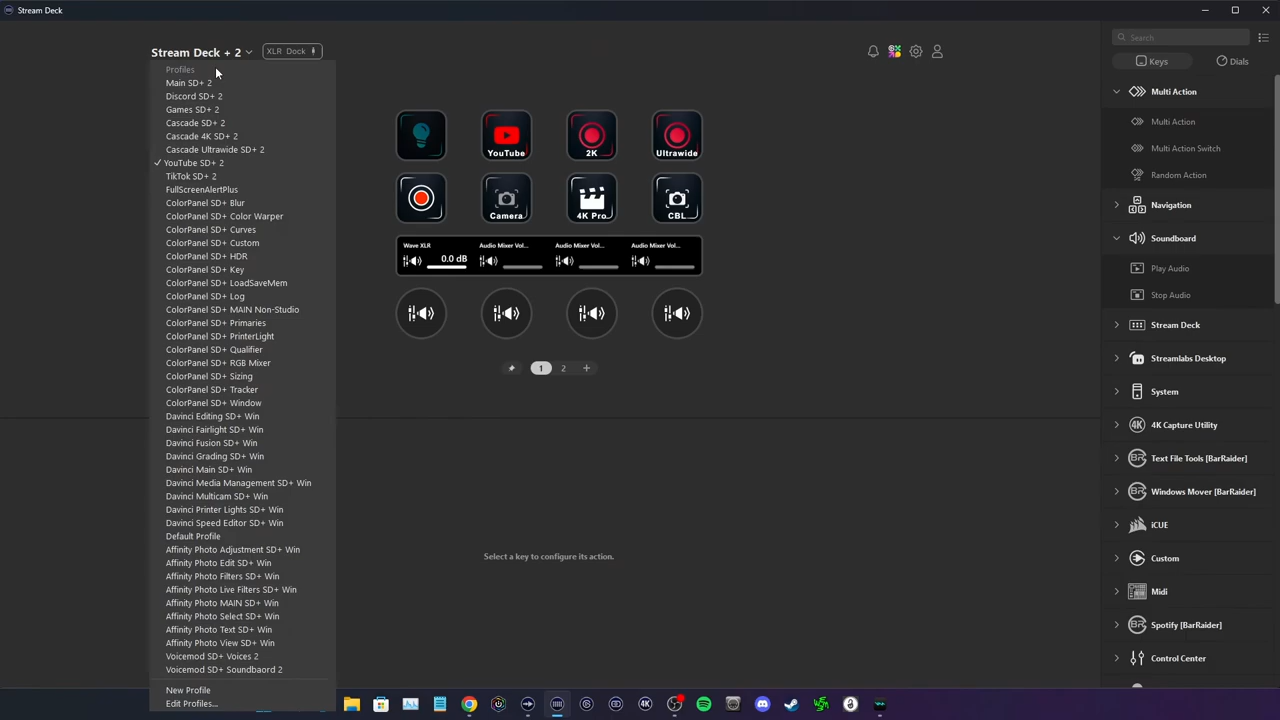 Stream Deck
Stream Deck + 2
XLR Dock
Profiles
Main SD+ 2
Discord SD+ 2
Games SD+ 2
Cascade SD+ 2
Cascade 4K SD+ 2
Cascade Ultrawide SD+ 2
YouTube SD+ 2
TikTok SD+ 2
FullScreenAlertPlus
ColorPanel SD+ Blur
ColorPanel SD+ Color Warper
ColorPanel SD+ Curves
ColorPanel SD+ Custom
ColorPanel SD+ HDR
ColorPanel SD+ Key
ColorPanel SD+ LoadSaveMem
ColorPanel SD+ Log
ColorPanel SD+ MAIN Non-Studio
ColorPanel SD+ Primaries
ColorPanel SD+ PrinterLight
ColorPanel SD+ Qualifier
ColorPanel SD+ RGB Mixer
ColorPanel SD+ Sizing
ColorPanel SD+ Tracker
ColorPanel SD+ Window
Davinci Editing SD+ Win
Davinci Fairlight SD+ Win
Davinci Fusion SD+ Win
Davinci Grading SD+ Win
Davinci Main SD+ Win
Davinci Media Management SD+ Win
Davinci Multicam SD+ Win
Davinci Printer Lights SD+ Win
Davinci Speed Editor SD+ Win
Default Profile
Affinity Photo Adjustment SD+ Win
Affinity Photo Edit SD+ Win
Affinity Photo Filters SD+ Win
Affinity Photo Live Filters SD+ Win
Affinity Photo MAIN SD+ Win
Affinity Photo Select SD+ Win
Affinity Photo Text SD+ Win
Affinity Photo View SD+ Win
Voicemod SD+ Voices 2
Voicemod SD+ Soundbaord 2
New Profile
Edit Profiles...
YouTube
2K
Ultrawide
Camera
4K Pro
CBL
Wave XLR
0.0 dB
Audio Mixer Vol...
Audio Mixer Vol...
Audio Mixer Vol...
1
2
+
Select a key to configure its action.
Search
Keys
Dials
Multi Action
Multi Action
Multi Action Switch
Random Action
Navigation
Soundboard
Play Audio
Stop Audio
Stream Deck
Streamlabs Desktop
System
4K
4K Capture Utility
BR
Text File Tools [BarRaider]
BR
Windows Mover [BarRaider]
iCUE
Custom
Midi
BR
Spotify [BarRaider]
Control Center
4K